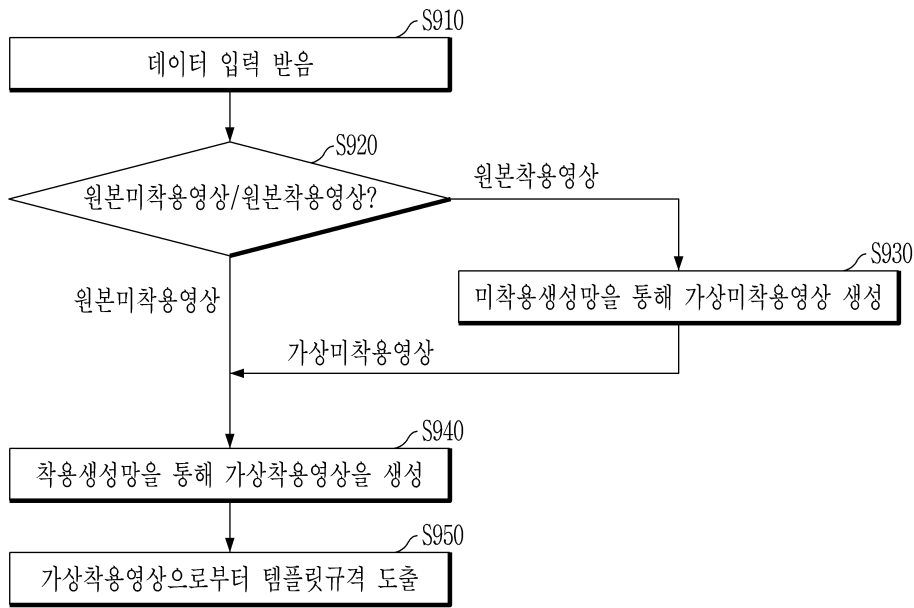 S910
데이터 입력 받음
S920
원본미착용영상/원본착용영상?
원본착용영상
S930
미착용생성망을 통해 가상미착용영상 생성
원본미착용영상
가상미착용영상
S940
착용생성망을 통해 가상착용영상을 생성
S950
가상착용영상으로부터 템플릿규격 도출